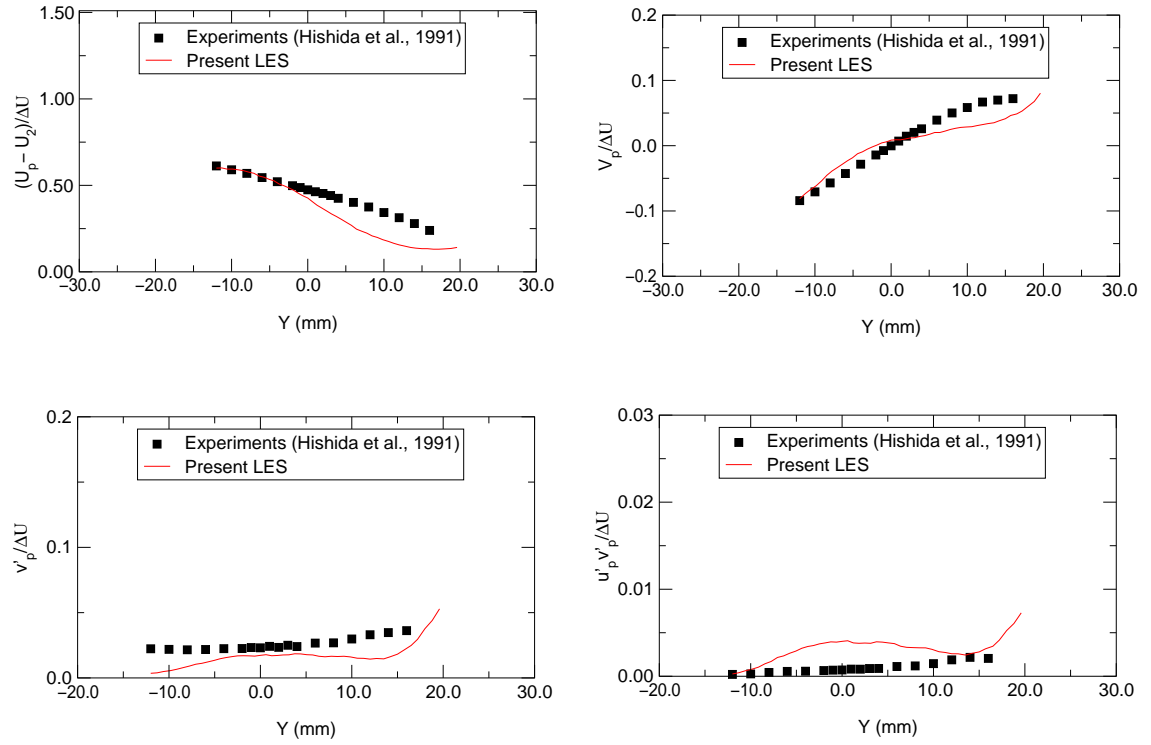 1.50
1.00
0.50
0.00
(U_p − U_2)/ΔU
Experiments (Hishida et al., 1991)
Present LES
−30.0 −20.0 −10.0 0.0 10.0 20.0 30.0
Y (mm)
0.2
0.1
0.0
−0.1
−0.2
V_p/ΔU
Experiments (Hishida et al., 1991)
Present LES
−30.0 −20.0 −10.0 0.0 10.0 20.0 30.0
Y (mm)
0.2
0.1
0.0
v'_p/ΔU
Experiments (Hishida et al., 1991)
Present LES
−20.0 −10.0 0.0 10.0 20.0 30.0
Y (mm)
0.03
0.02
0.01
0.00
u'_p v'_p/ΔU
Experiments (Hishida et al., 1991)
Present LES
−20.0 −10.0 0.0 10.0 20.0 30.0
Y (mm)